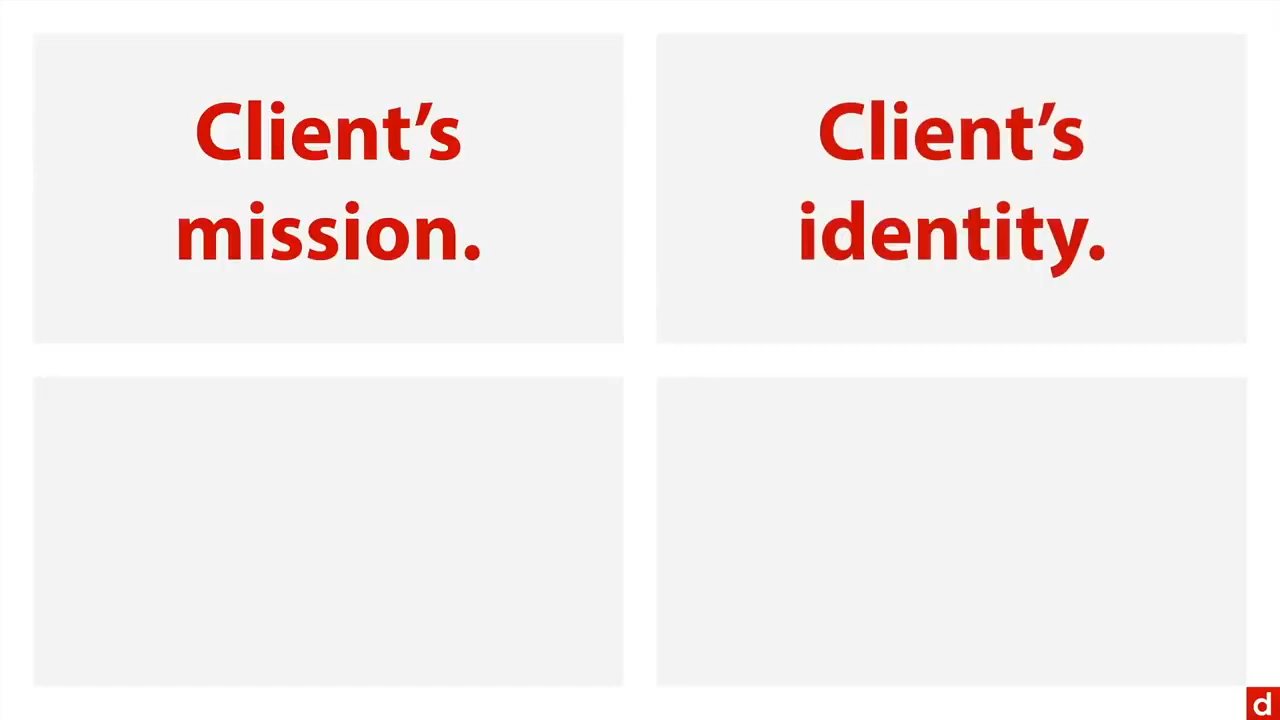 Client’s
mission.
Client’s
identity.
d